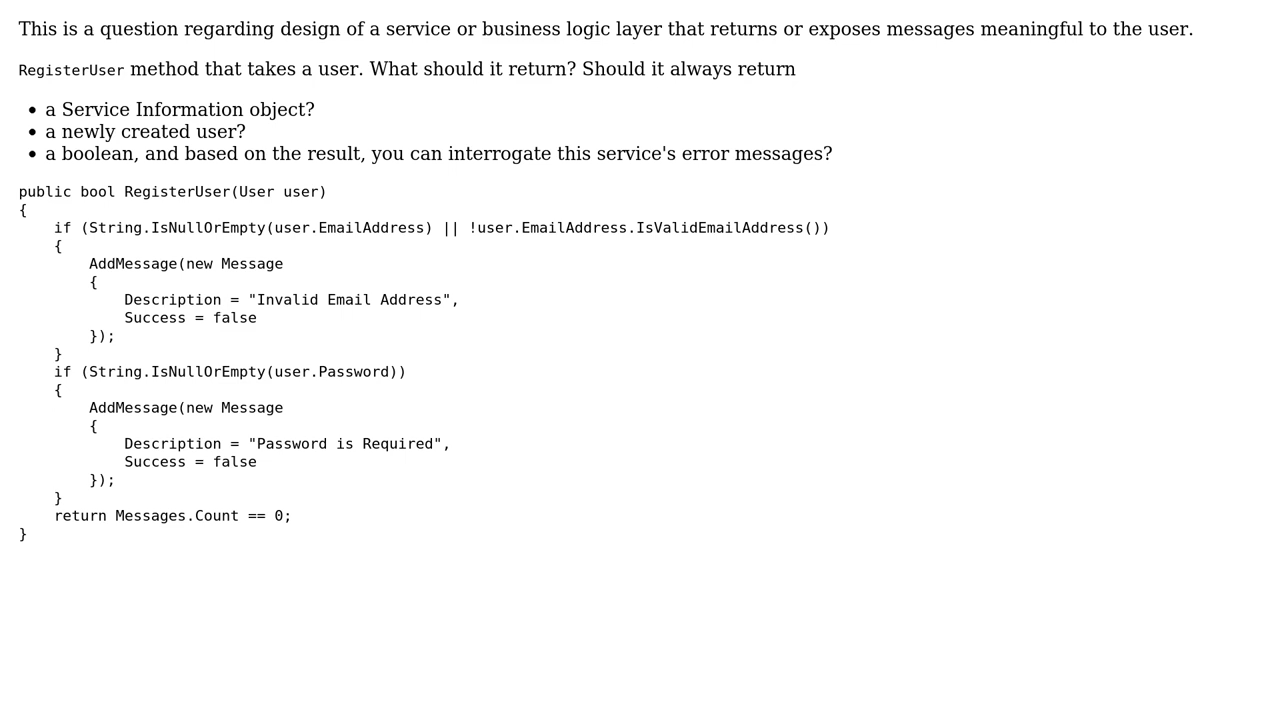 This is a question regarding design of a service or business logic layer that returns or exposes messages meaningful to the user.
RegisterUser method that takes a user. What should it return? Should it always return
• a Service Information object?
• a newly created user?
• a boolean, and based on the result, you can interrogate this service's error messages?
public bool RegisterUser(User user)
{
    if (String.IsNullOrEmpty(user.EmailAddress) || !user.EmailAddress.IsValidEmailAddress())
    {
        AddMessage(new Message
        {
            Description = "Invalid Email Address",
            Success = false
        });
    }
    if (String.IsNullOrEmpty(user.Password))
    {
        AddMessage(new Message
        {
            Description = "Password is Required",
            Success = false
        });
    }
    return Messages.Count == 0;
}